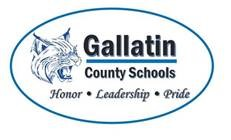 Gallatin
County Schools
Honor • Leadership • Pride